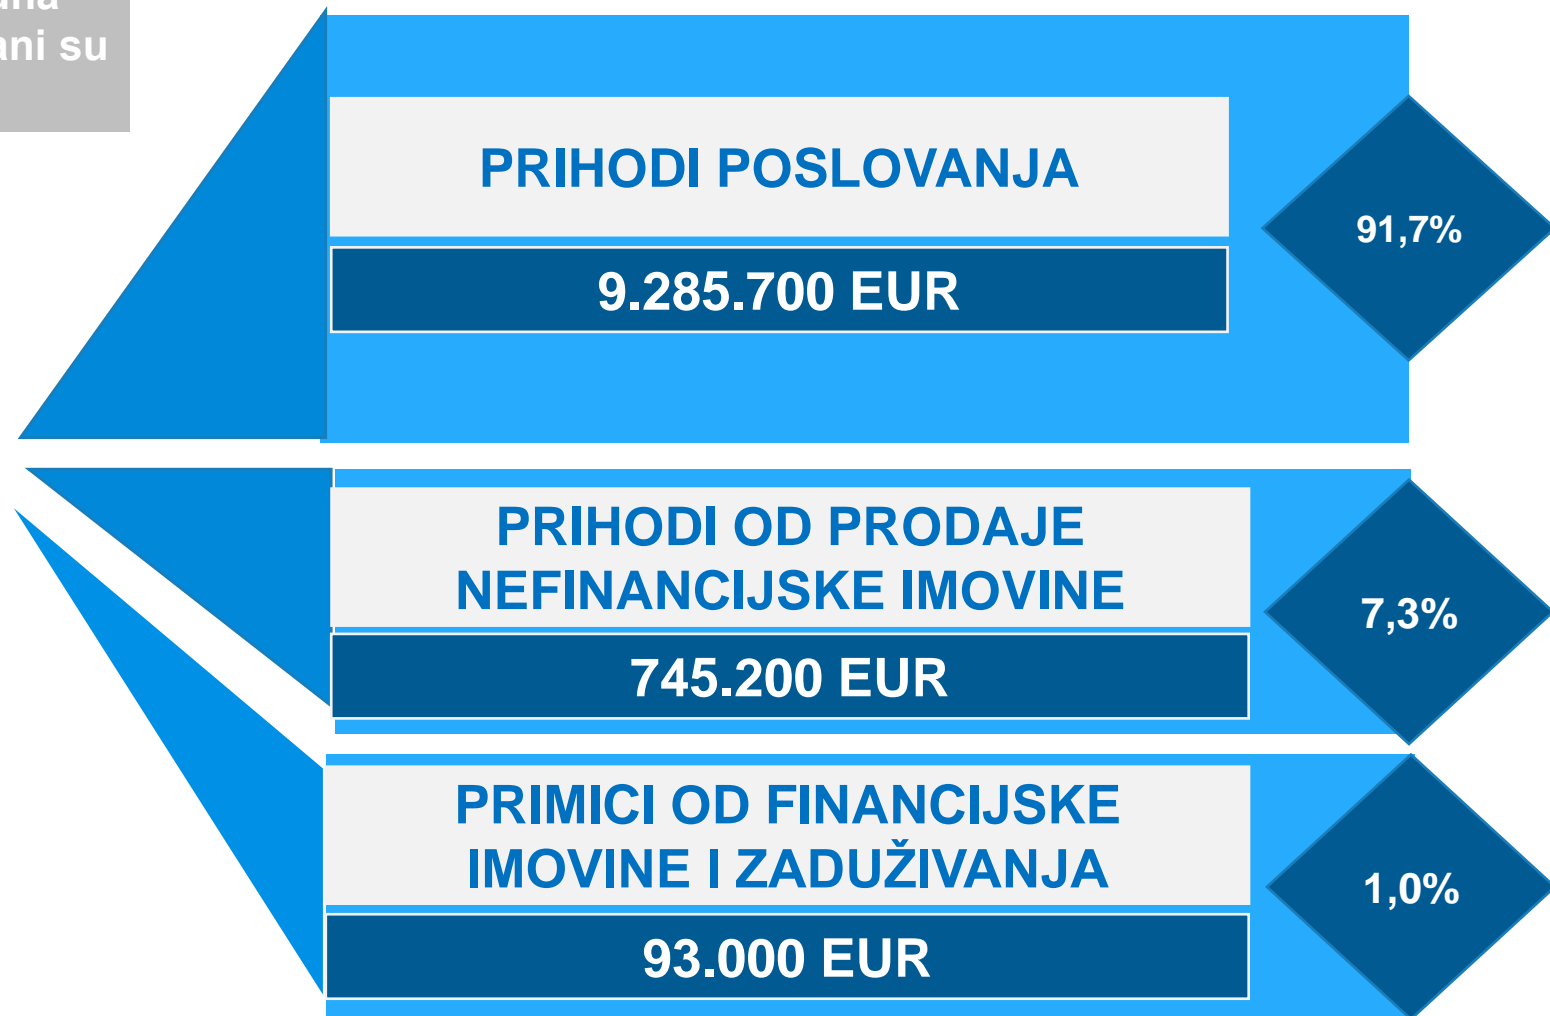 su
PRIHODI POSLOVANJA
9.285.700 EUR
91,7%
PRIHODI OD PRODAJE
NEFINANCIJSKE IMOVINE
745.200 EUR
7,3%
PRIMICI OD FINANCIJSKE
IMOVINE I ZADUŽIVANJA
93.000 EUR
1,0%